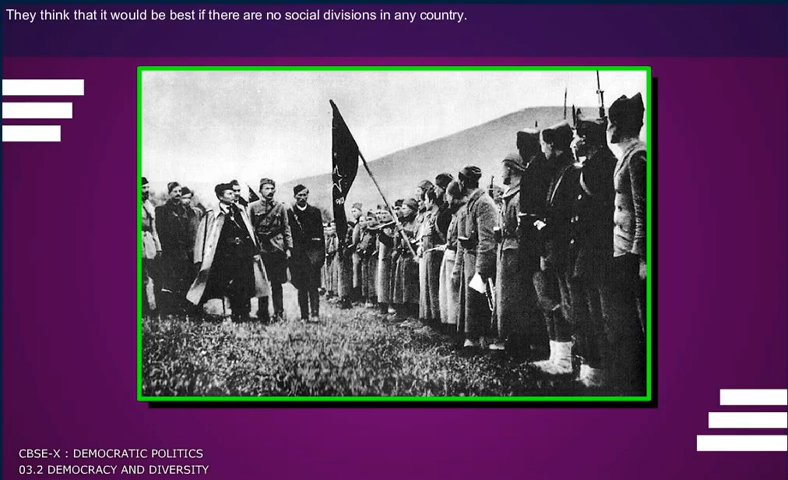 They think that it would be best if there are no social divisions in any country.
CBSE-X : DEMOCRATIC POLITICS
03.2 DEMOCRACY AND DIVERSITY